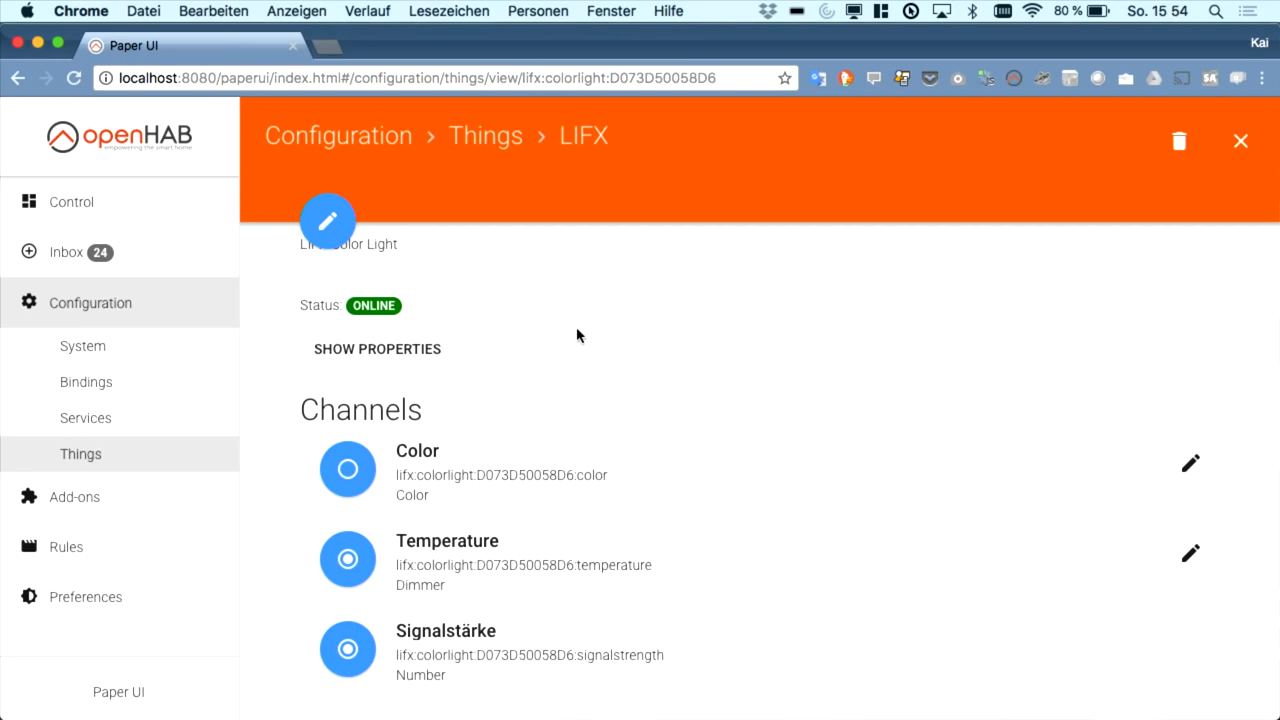 Chrome Datei Bearbeiten Anzeigen Verlauf Lesezeichen Personen Fenster Hilfe 80 % So. 15 54
Paper UI
Kai
localhost:8080/paperui/index.html#/configuration/things/view/lifx:colorlight:D073D50058D6
openHAB
empowering the smart home
Configuration > Things > LIFX
Control
Inbox 24
Configuration
System
Bindings
Services
Things
Add-ons
Rules
Preferences
Paper UI
Color Light
Status: ONLINE
SHOW PROPERTIES
Channels
Color
lifx:colorlight:D073D50058D6:color
Color
Temperature
lifx:colorlight:D073D50058D6:temperature
Dimmer
Signalstärke
lifx:colorlight:D073D50058D6:signalstrength
Number